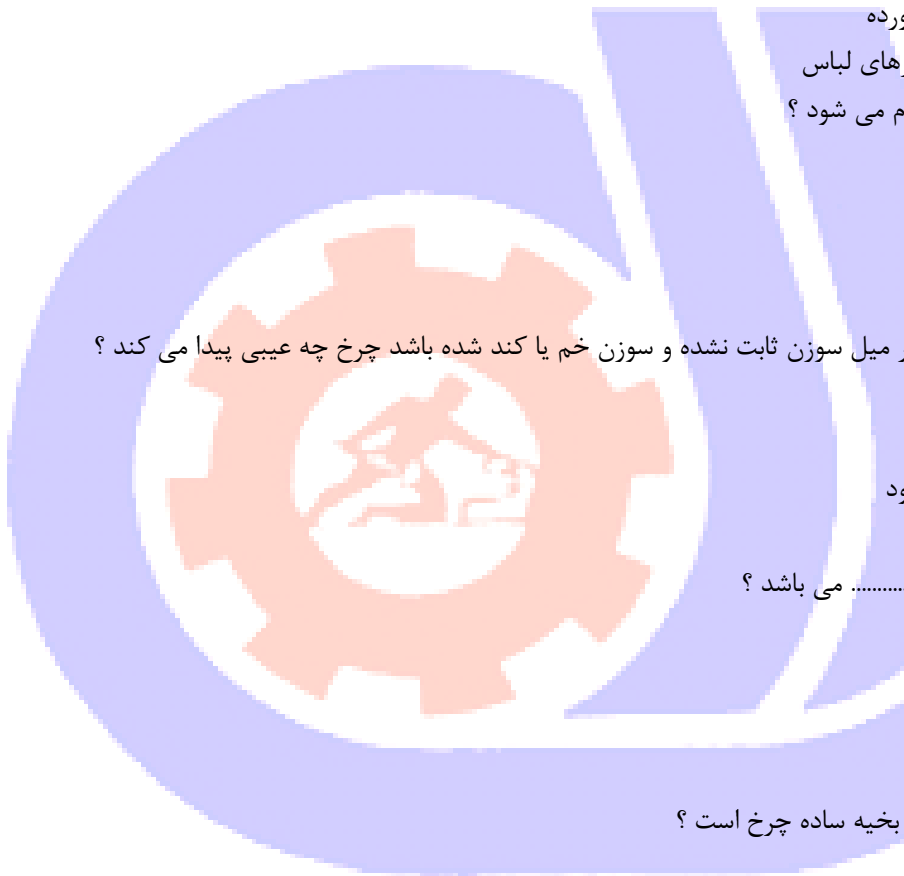 ورده
رهای لباس
م می شود ؟
ر میل سوزن ثابت نشده و سوزن خم یا کند شده باشد چرخ چه عیبی پیدا می کند ؟
ود
........... می باشد ؟
بخیه ساده چرخ است ؟